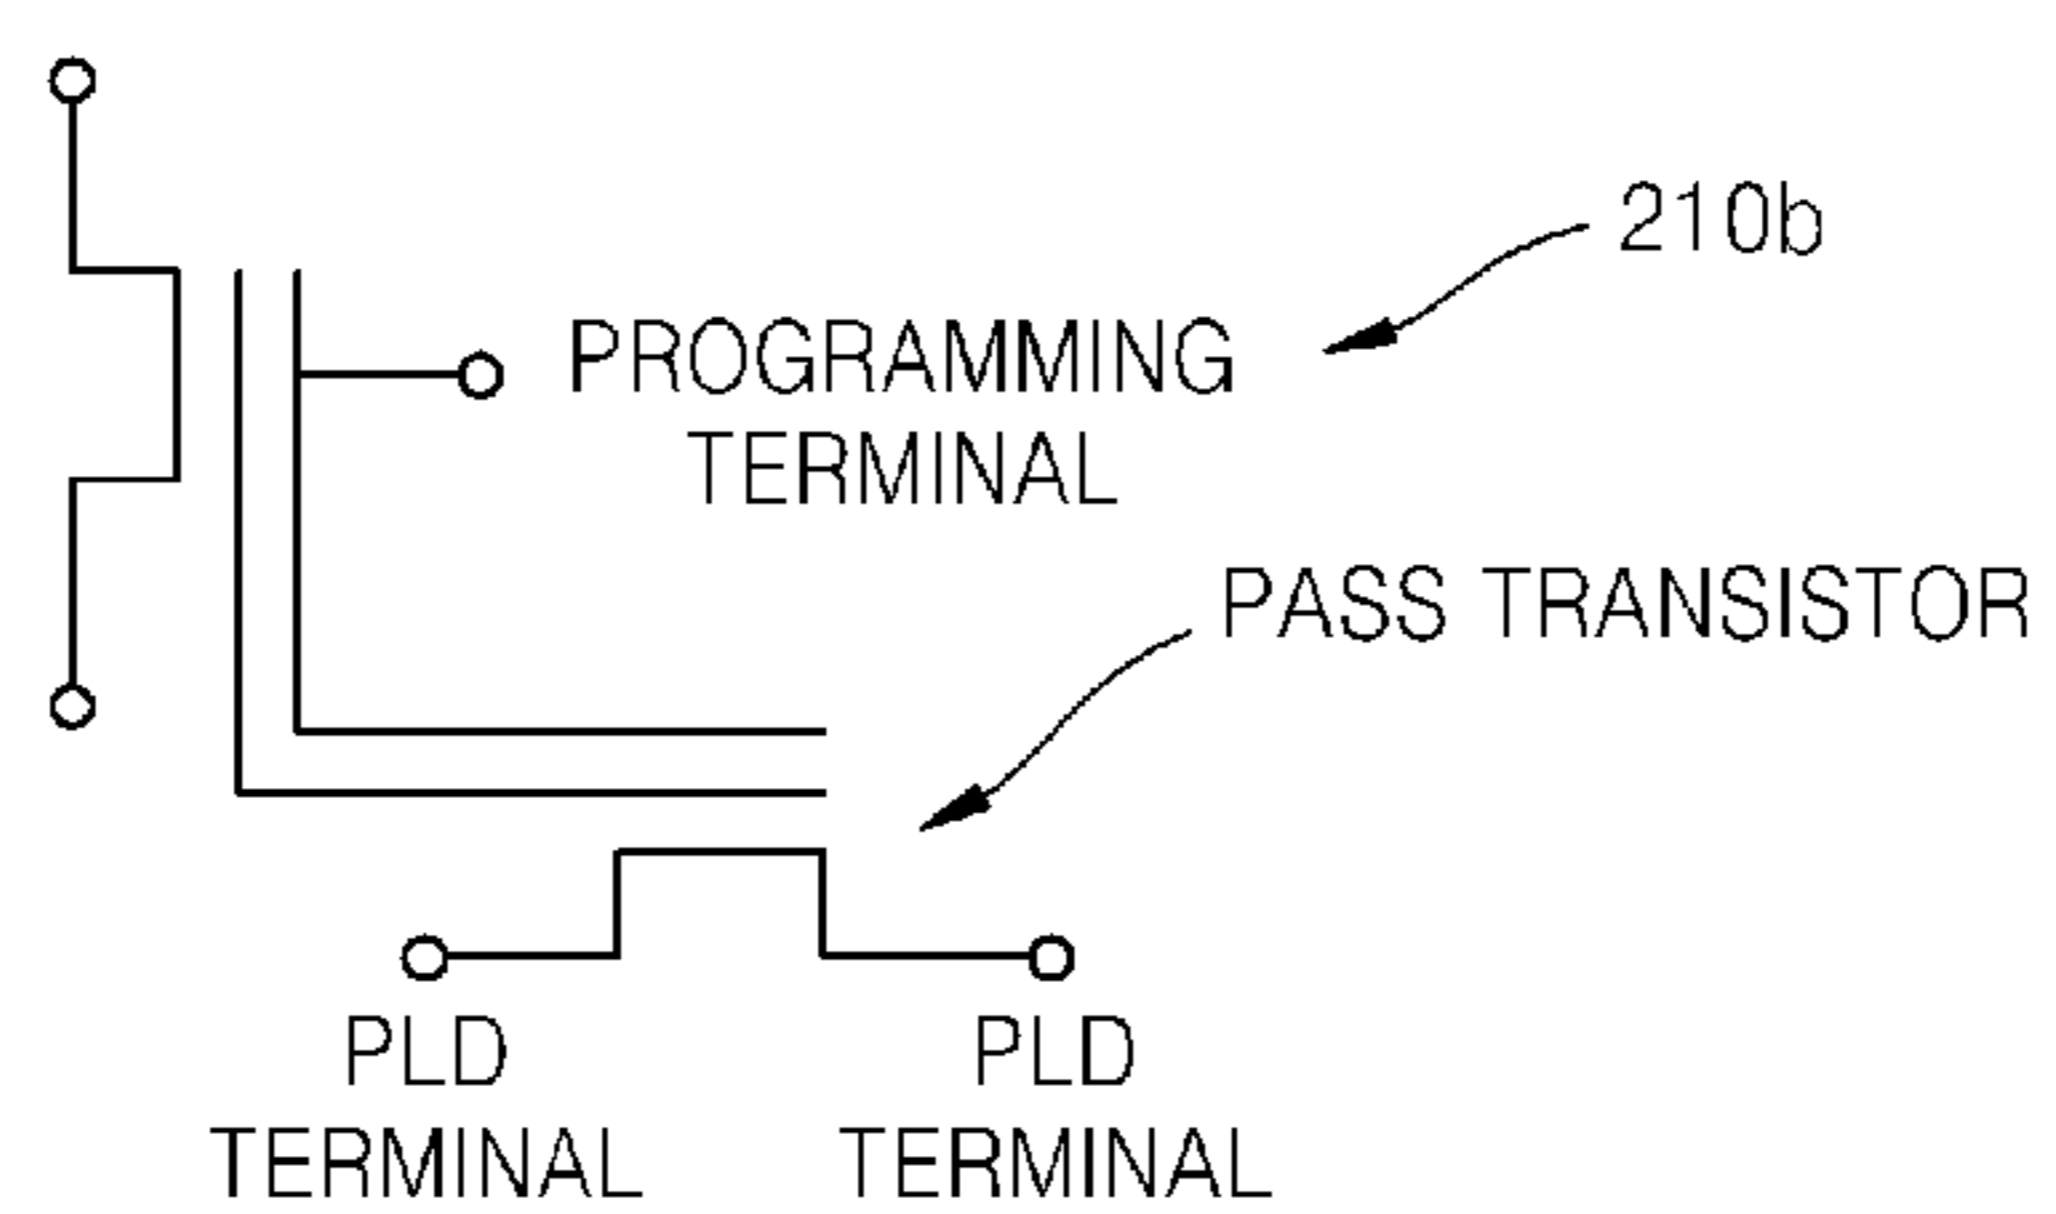 210b
PROGRAMMING
TERMINAL
PASS TRANSISTOR
PLD
TERMINAL
PLD
TERMINAL